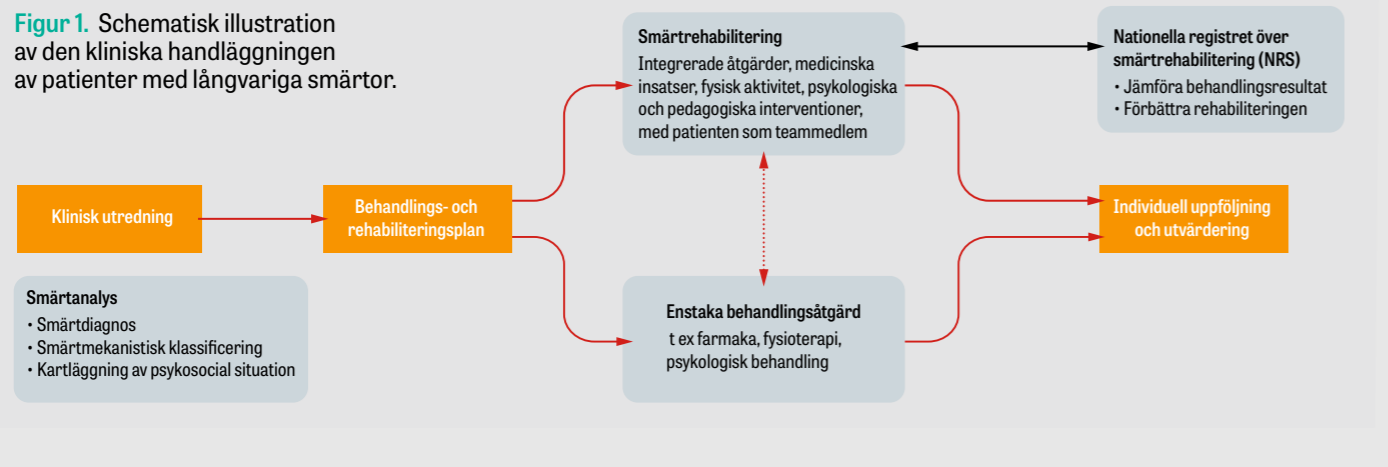 Figur 1. Schematisk illustration
av den kliniska handläggningen
av patienter med långvariga smärtor.
Klinisk utredning
Smärtanalys
• Smärtdiagnos
• Smärtmekanistisk klassificering
• Kartläggning av psykosocial situation
Behandlings- och
rehabiliteringsplan
Smärtrehabilitering
Integrerade åtgärder, medicinska
insatser, fysisk aktivitet, psykologiska
och pedagogiska interventioner,
med patienten som teammedlem
Enstaka behandlingsåtgärd
t ex farmaka, fysioterapi,
psykologisk behandling
Nationella registret över
smärtrehabilitering (NRS)
• Jämföra behandlingsresultat
• Förbättra rehabiliteringen
Individuell uppföljning
och utvärdering